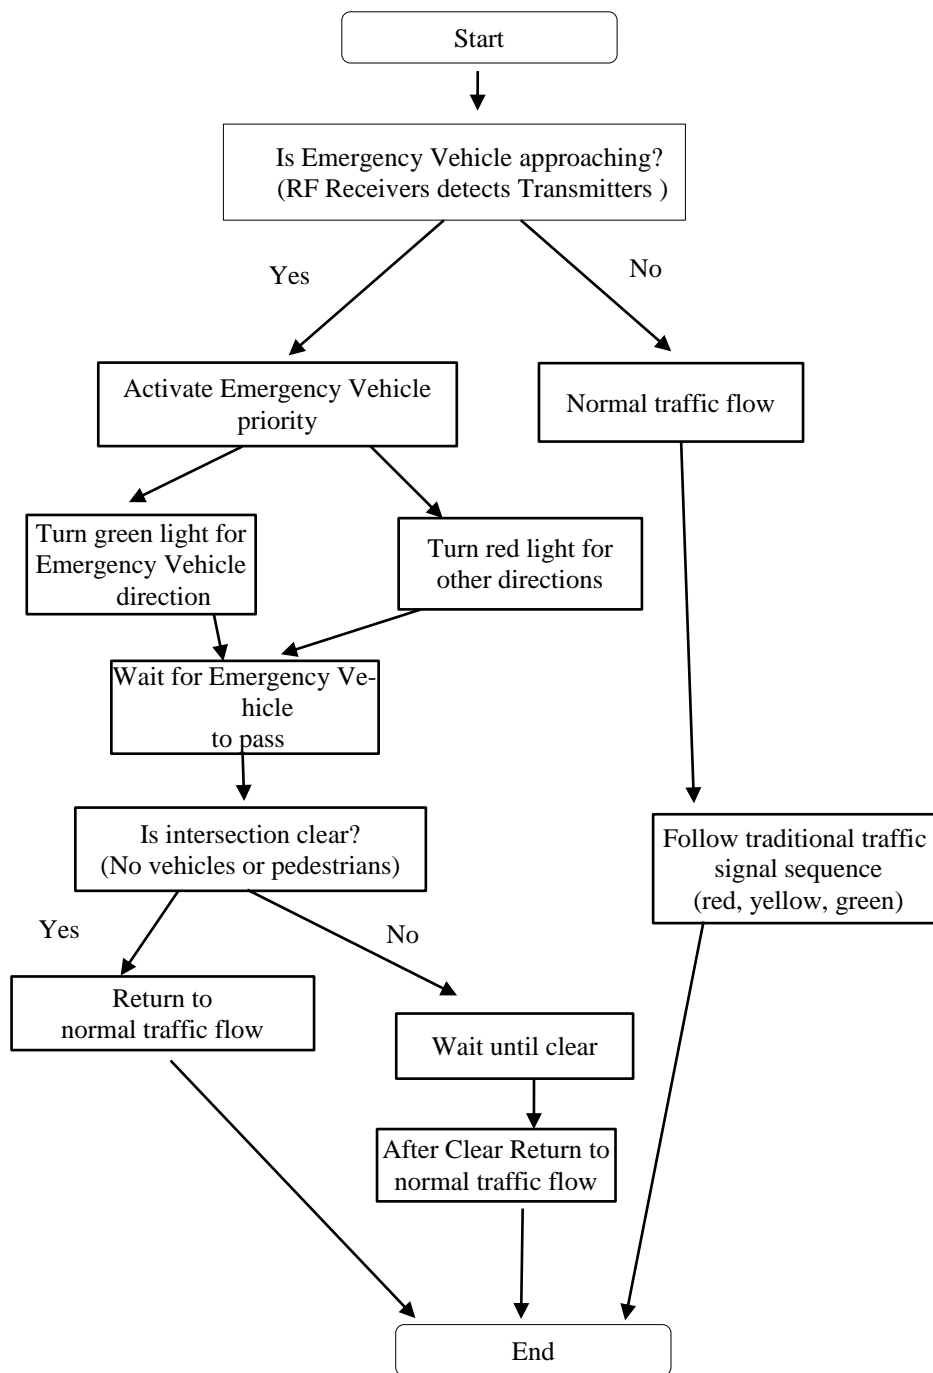 Start
Is Emergency Vehicle approaching?
(RF Receivers detects Transmitters )
Yes
No
Activate Emergency Vehicle
priority
Normal traffic flow
Turn green light for
Emergency Vehicle
direction
Turn red light for
other directions
Wait for Emergency Ve-
hicle
to pass
Is intersection clear?
(No vehicles or pedestrians)
Follow traditional traffic
signal sequence
(red, yellow, green)
Yes
No
Return to
normal traffic flow
Wait until clear
After Clear Return to
normal traffic flow
End